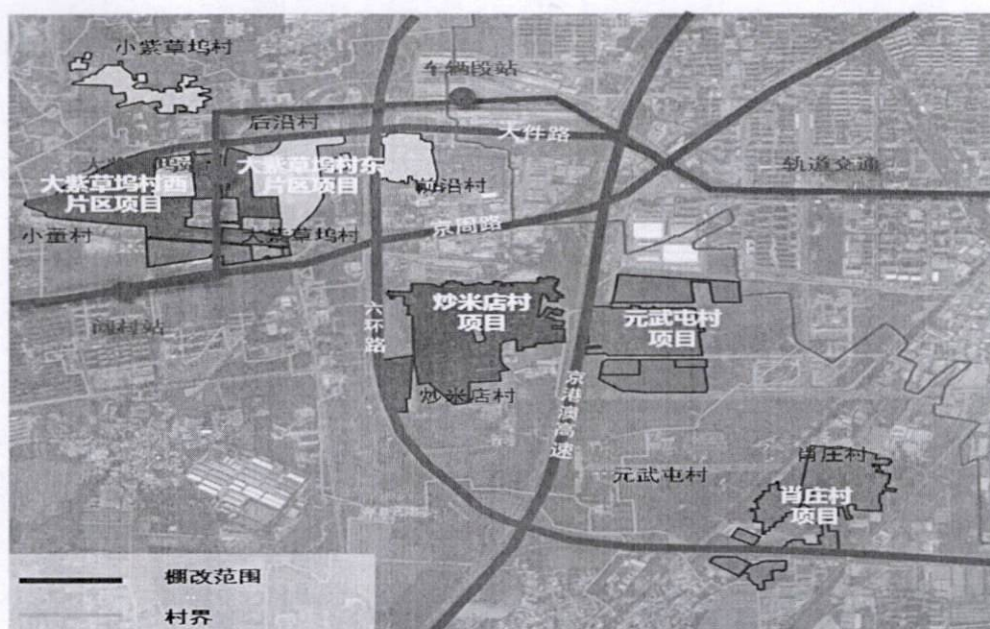 小紫草坞村
车辆段站
后沿村
大件路
大紫草坞村东
片区项目
大紫草坞村西
片区项目
轨道交通
前沿村
小董村
大紫草坞村
京周路
炒米店村
项目
元武屯村
项目
六环路
阎村站
京港澳高速
炒米店村
元武屯村
肖庄村
肖庄村
项目
棚改范围
村界